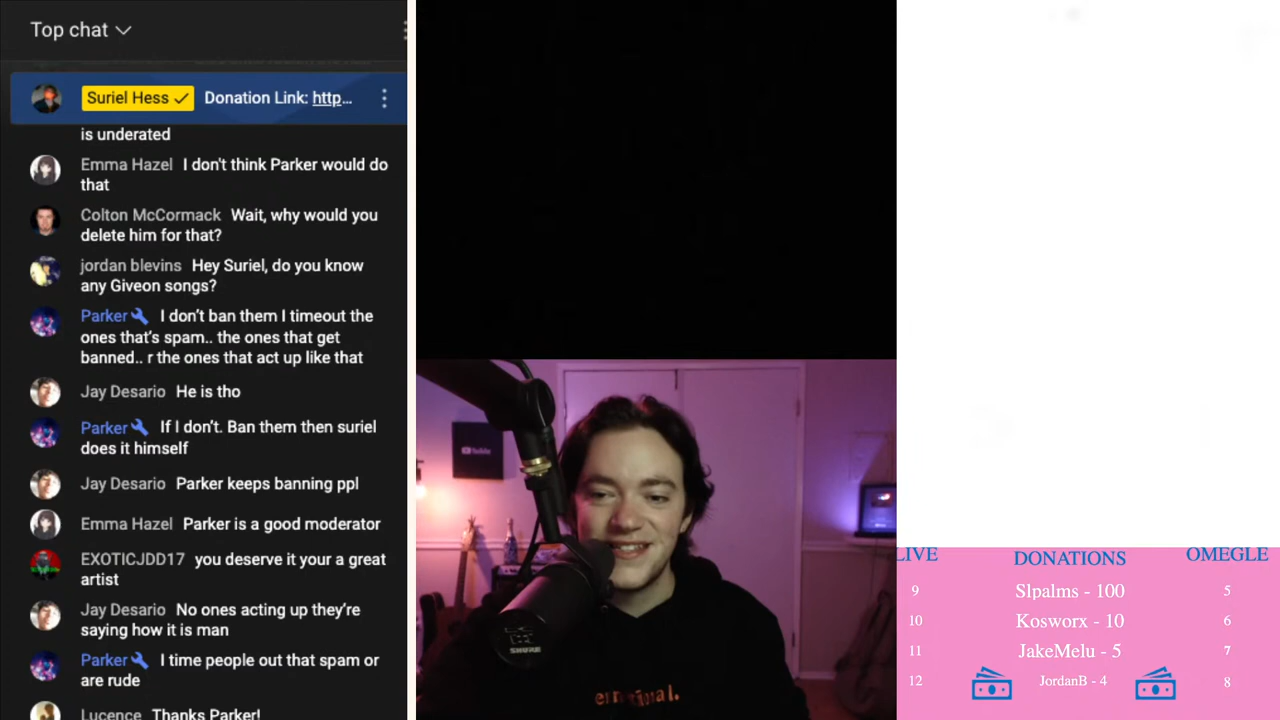 Top chat
Suriel Hess Donation Link: http...
is underated
Emma Hazel I don't think Parker would do
that
Colton McCormack Wait, why would you
delete him for that?
jordan blevins Hey Suriel, do you know
any Giveon songs?
Parker I don't ban them I timeout the
ones that's spam.. the ones that get
banned.. r the ones that act up like that
Jay Desario He is tho
Parker If I don't. Ban them then suriel
does it himself
Jay Desario Parker keeps banning ppl
Emma Hazel Parker is a good moderator
EXOTICJDD17 you deserve it your a great
artist
Jay Desario No ones acting up they're
saying how it is man
Parker I time people out that spam or
are rude
Lucence Thanks Parker!
YouTube
SHURE
LIVE DONATIONS OMEGLE
9 Slpalms - 100 5
10 Kosworx - 10 6
11 JakeMelu - 5 7
12 JordanB - 4 8